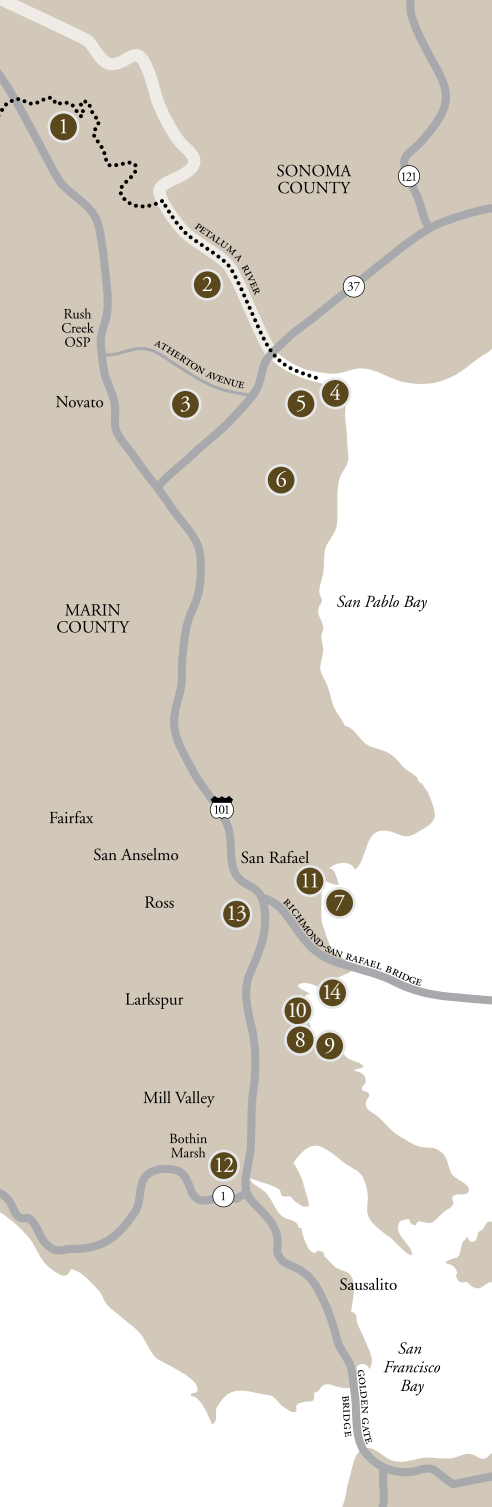 1
SONOMA
COUNTY
121
PETALUMA RIVER
2
37
Rush
Creek
OSP
ATHERTON AVENUE
Novato
3
5
4
6
San Pablo Bay
MARIN
COUNTY
101
Fairfax
San Anselmo
San Rafael
11
Ross
13
7
RICHMOND-SAN RAFAEL BRIDGE
Larkspur
14
10
8
9
Mill Valley
Bothin
Marsh
12
1
Sausalito
San
Francisco
Bay
GOLDEN GATE
BRIDGE